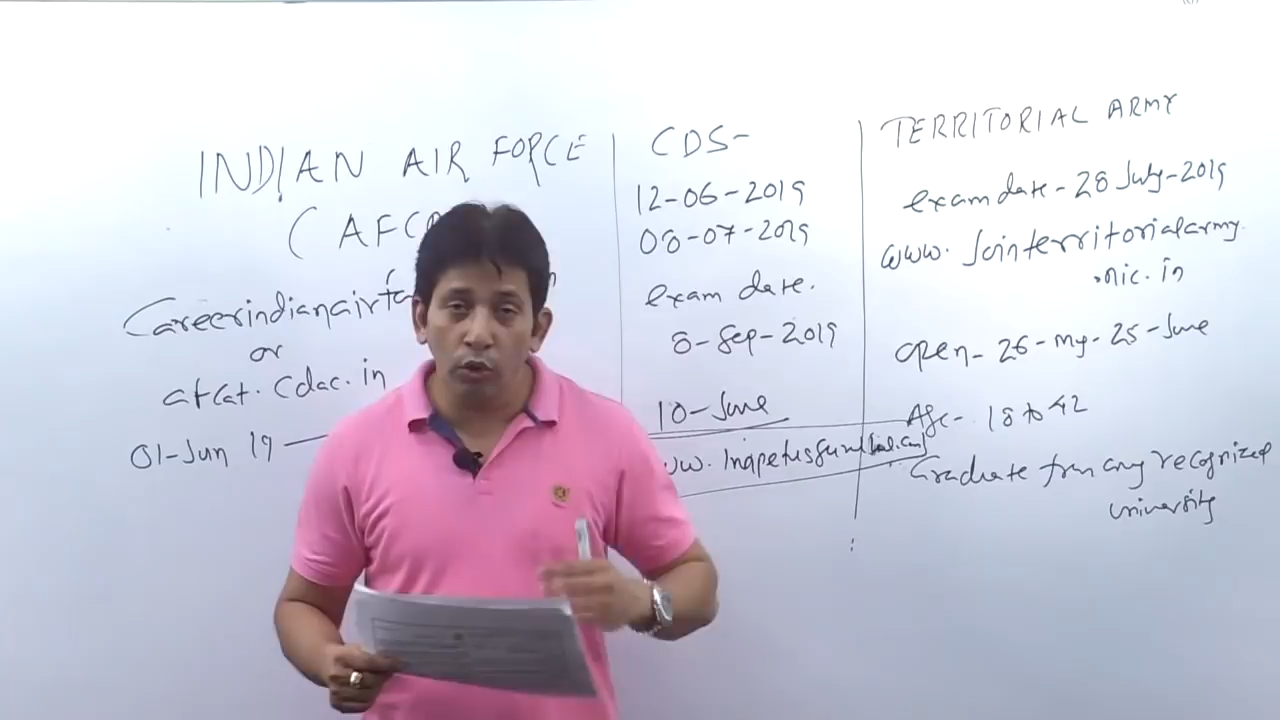 INDIAN AIR FORCE
(AFC
Careerindianairfo
or
afcat.cdac.in
01-Jun 19 —
CDS-
12-06-2019
08-07-2019
exam date.
8-Sep-2019
10-June
TERRITORIAL ARMY
exam date - 28 July-2019
www.Jointerritorialarmy
.nic.in
open- 26-my-25-June
Age- 18 to 42
Graduate from any recognized
university